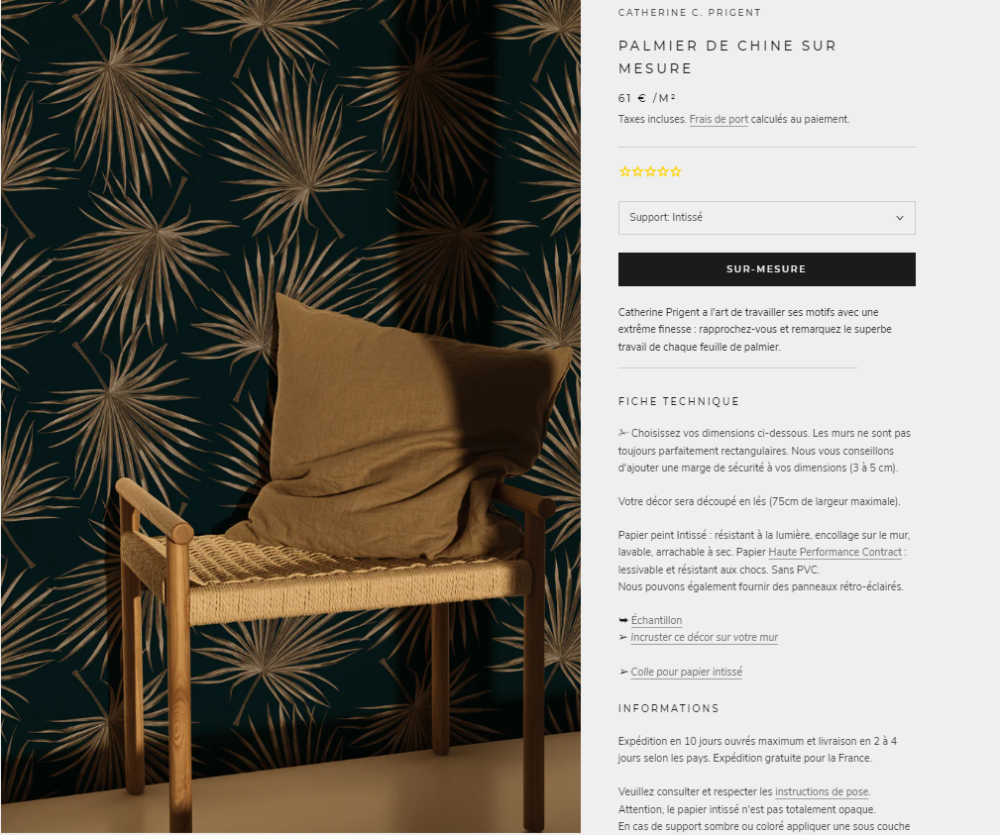 CATHERINE C. PRIGENT
PALMIER DE CHINE SUR
MESURE
61 € /M²
Taxes incluses. Frais de port calculés au paiement.
Support: Intissé
SUR-MESURE
Catherine Prigent a l'art de travailler ses motifs avec une
extrême finesse : rapprochez-vous et remarquez le superbe
travail de chaque feuille de palmier.
FICHE TECHNIQUE
✁ Choisissez vos dimensions ci-dessous. Les murs ne sont pas
toujours parfaitement rectangulaires. Nous vous conseillons
d'ajouter une marge de sécurité à vos dimensions (3 à 5 cm).
Votre décor sera découpé en lés (75cm de largeur maximale).
Papier peint Intissé : résistant à la lumière, encollage sur le mur,
lavable, arrachable à sec. Papier Haute Performance Contract :
lessivable et résistant aux chocs. Sans PVC.
Nous pouvons également fournir des panneaux rétro-éclairés.
➥ Échantillon
➢ Incruster ce décor sur votre mur
➢ Colle pour papier intissé
INFORMATIONS
Expédition en 10 jours ouvrés maximum et livraison en 2 à 4
jours selon les pays. Expédition gratuite pour la France.
Veuillez consulter et respecter les instructions de pose.
Attention, le papier intissé n'est pas totalement opaque.
En cas de support sombre ou coloré appliquer une sous couche